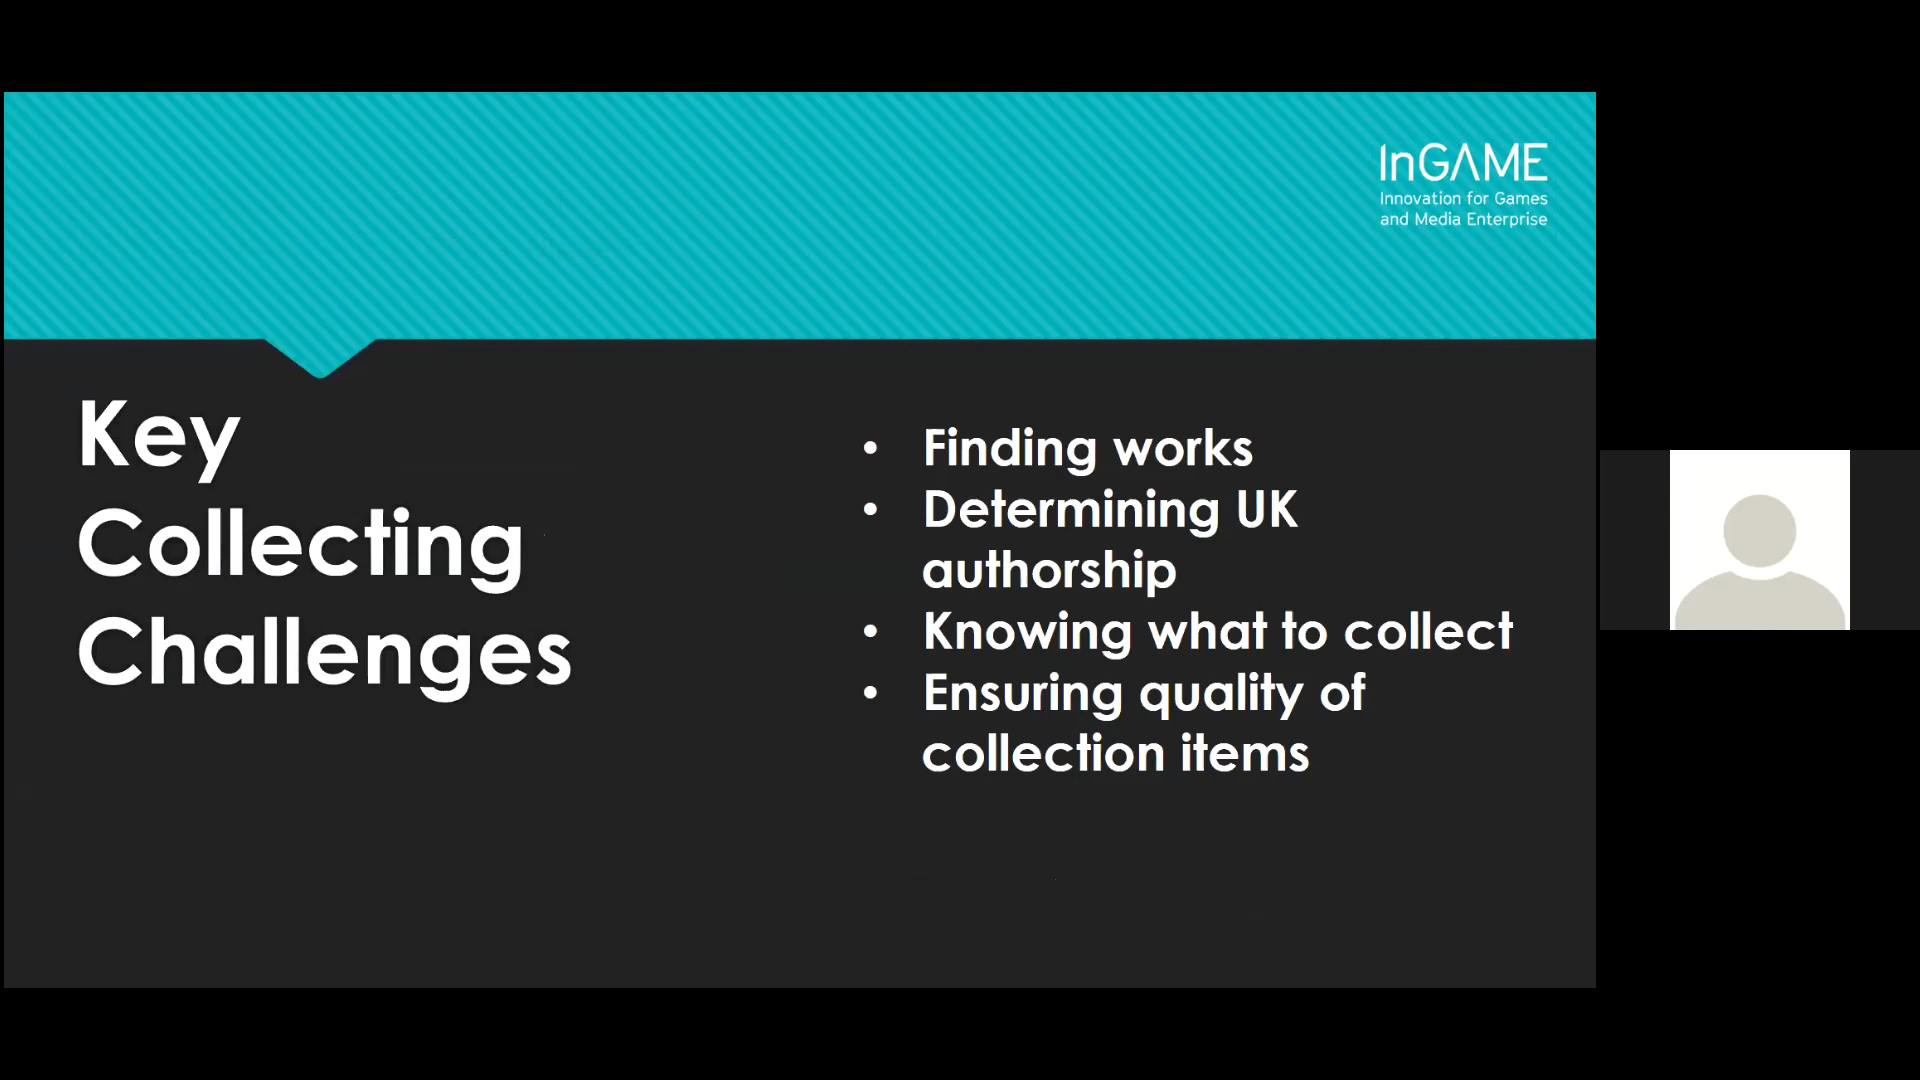 InGAME
Innovation for Games
and Media Enterprise
Key
Collecting
Challenges
• Finding works
• Determining UK
authorship
• Knowing what to collect
• Ensuring quality of
collection items